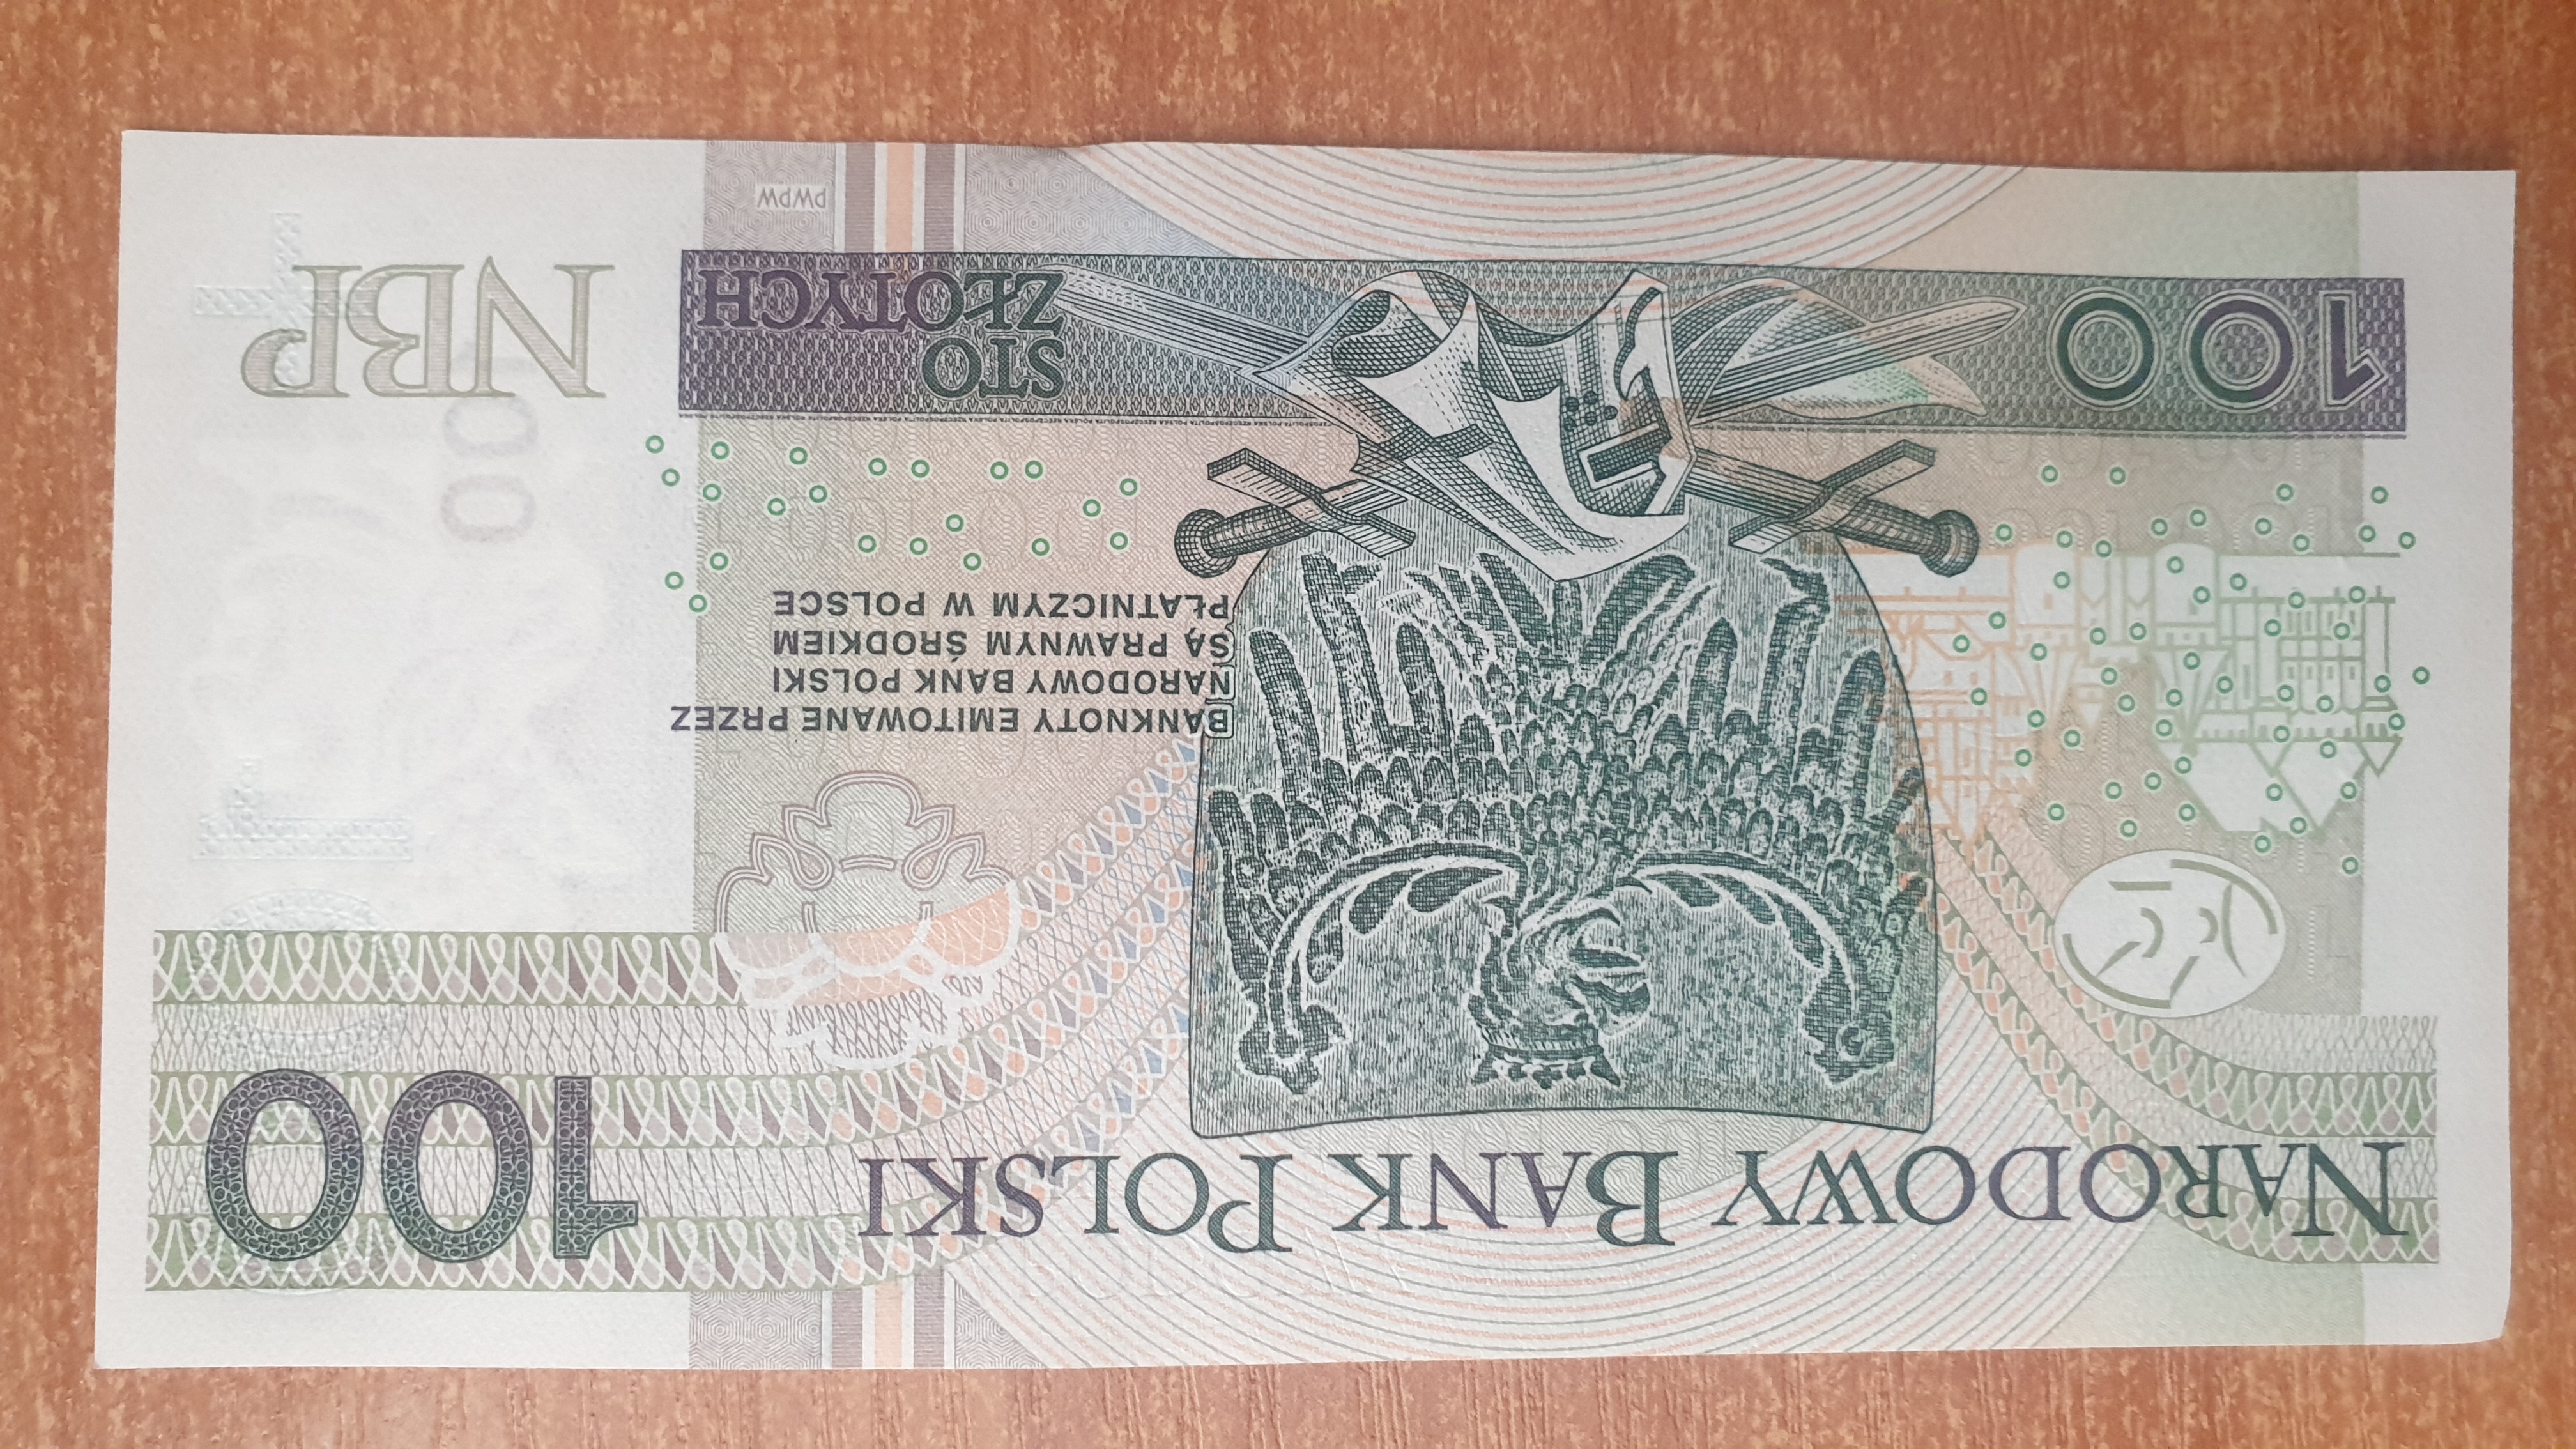 NARODOWY BANK POLSKI
100
BANKNOTY EMITOWANE PRZEZ
NARODOWY BANK POLSKI
SĄ PRAWNYM ŚRODKIEM
PŁATNICZYM W POLSCE
100
STO
ZŁOTYCH
NBP
PWPW